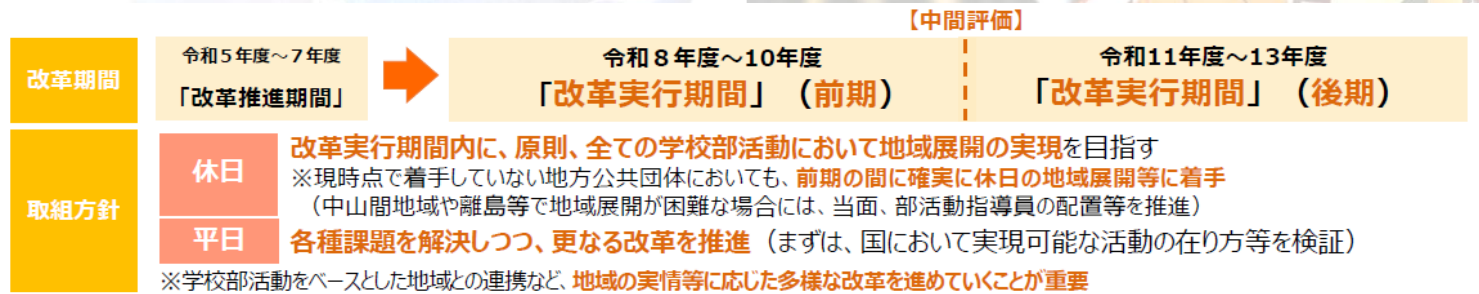 【中間評価】
改革期間
令和5年度～7年度
「改革推進期間」
令和8年度～10年度
「改革実行期間」（前期）
令和11年度～13年度
「改革実行期間」（後期）
取組方針
休日
改革実行期間内に、原則、全ての学校部活動において地域展開の実現を目指す
※現時点で着手していない地方公共団体においても、前期の間に確実に休日の地域展開等に着手
（中山間地域や離島等で地域展開が困難な場合には、当面、部活動指導員の配置等を推進）
平日
各種課題を解決しつつ、更なる改革を推進（まずは、国において実現可能な活動の在り方等を検証）
※学校部活動をベースとした地域との連携など、地域の実情等に応じた多様な改革を進めていくことが重要